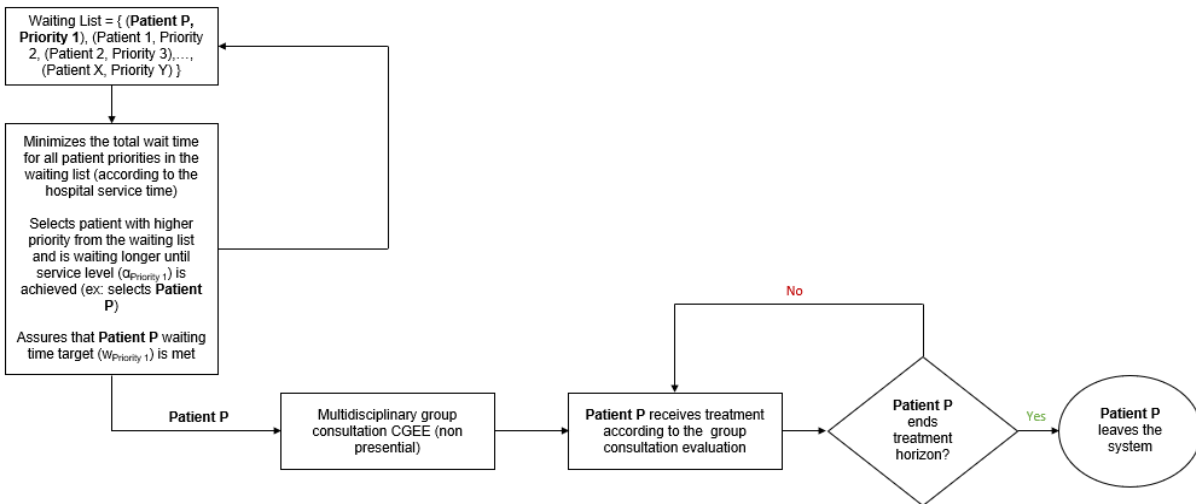 Waiting List = { (Patient P,
Priority 1), (Patient 1, Priority
2, (Patient 2, Priority 3),...,
(Patient X, Priority Y) }
Minimizes the total wait time
for all patient priorities in the
waiting list (according to the
hospital service time)
Selects patient with higher
priority from the waiting list
and is waiting longer until
service level (αPriority 1) is
achieved (ex: selects Patient
P)
Assures that Patient P waiting
time target (wPriority 1) is met
Patient P
Multidisciplinary group
consultation CGEE (non
presential)
Patient P receives treatment
according to the group
consultation evaluation
No
Patient P
ends
treatment
horizon?
Yes
Patient P
leaves the
system